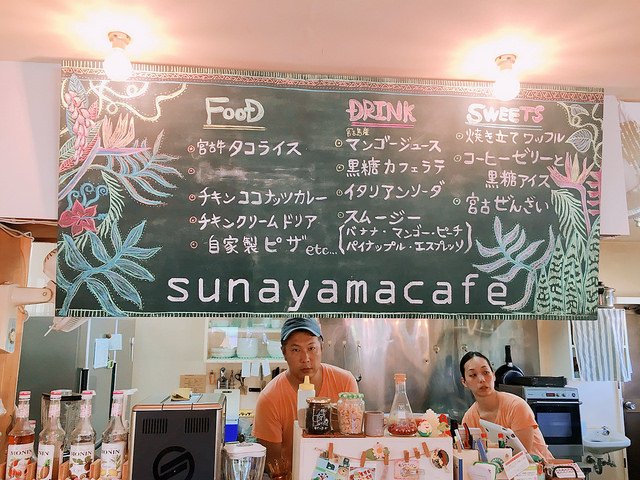 FOOD
宮古牛タコライス
チキンココナッツカレー
チキンクリームドリア
自家製ピザetc...
DRINK
宮古島産
マンゴージュース
黒糖カフェラテ
イタリアンソーダ
スムージー
(バナナ・マンゴー・ピーチ
パイナップル・エスプレッソ)
SWEETS
焼き立てワッフル
コーヒーゼリーと
黒糖アイス
宮古ぜんざい
sunayamacafe
MONIN
MONIN
MONIN
MONIN